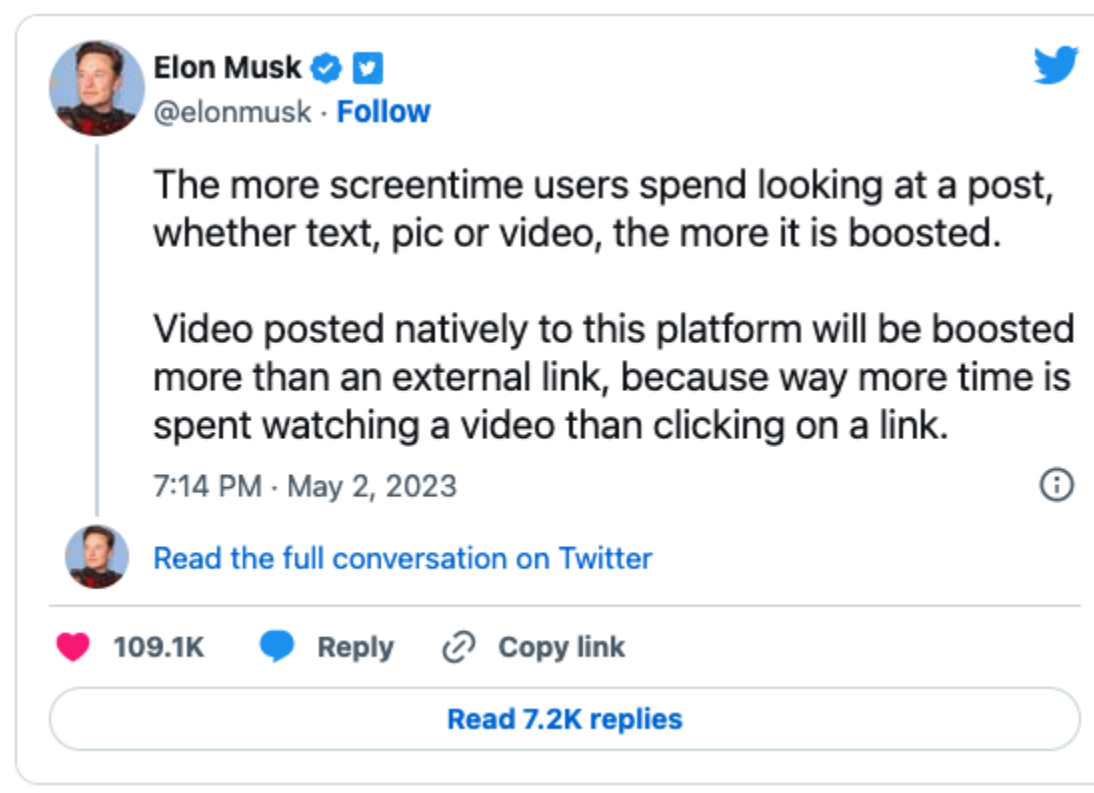 Elon Musk
@elonmusk · Follow
The more screentime users spend looking at a post,
whether text, pic or video, the more it is boosted.
Video posted natively to this platform will be boosted
more than an external link, because way more time is
spent watching a video than clicking on a link.
7:14 PM · May 2, 2023
Read the full conversation on Twitter
109.1K Reply Copy link
Read 7.2K replies